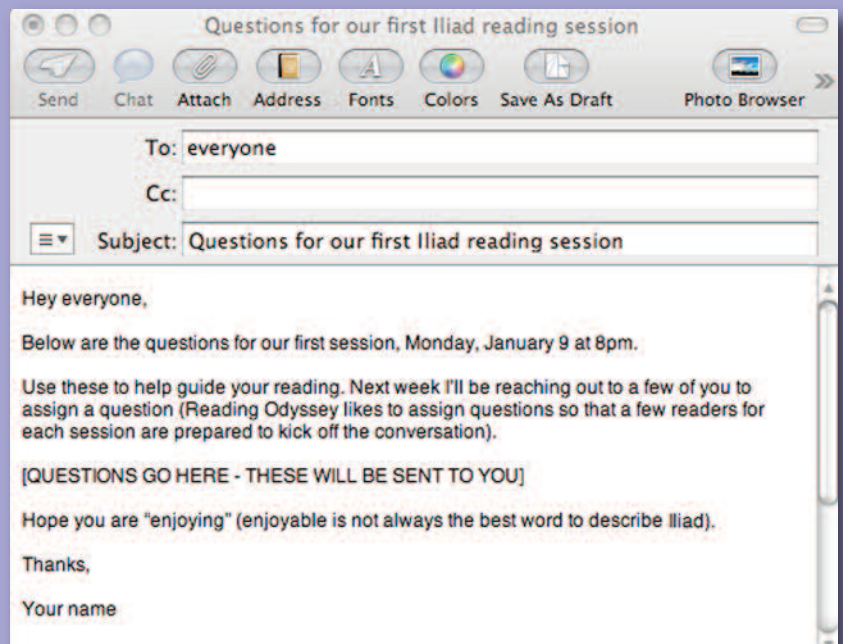 Questions for our first Iliad reading session
Send Chat Attach Address Fonts Colors Save As Draft Photo Browser
To: everyone
Cc:
Subject: Questions for our first Iliad reading session
Hey everyone,
Below are the questions for our first session, Monday, January 9 at 8pm.
Use these to help guide your reading. Next week I'll be reaching out to a few of you to
assign a question (Reading Odyssey likes to assign questions so that a few readers for
each session are prepared to kick off the conversation).
[QUESTIONS GO HERE - THESE WILL BE SENT TO YOU]
Hope you are "enjoying" (enjoyable is not always the best word to describe Iliad).
Thanks,
Your name